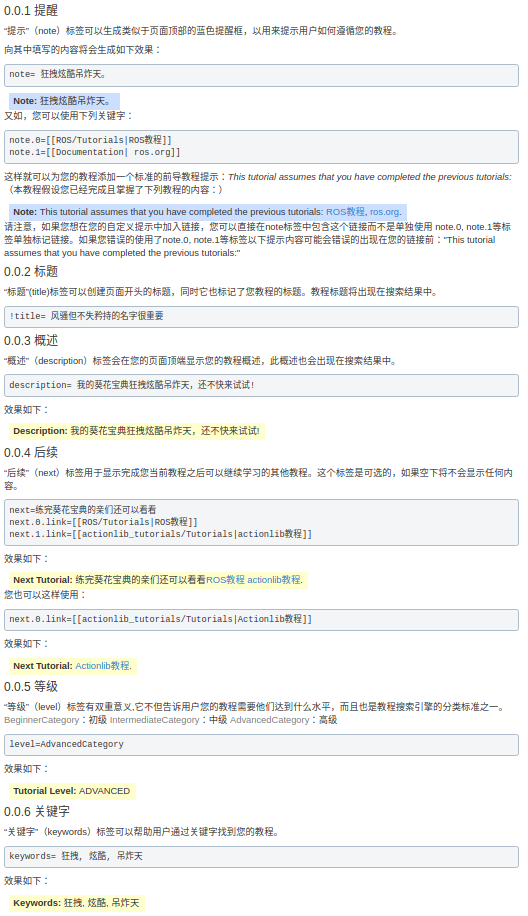 0.0.1 提醒
“提示”（note）标签可以生成类似于页面顶部的蓝色提醒框，以用来提示用户如何遵循您的教程。
向其中填写的内容将会生成如下效果：
note= 狂拽炫酷吊炸天。
Note: 狂拽炫酷吊炸天。
又如，您可以使用下列关键字：
note.0=[[ROS/Tutorials|ROS教程]]
note.1=[[Documentation| ros.org]]
这样就可以为您的教程添加一个标准的前导教程提示：This tutorial assumes that you have completed the previous tutorials:
（本教程假设您已经完成且掌握了下列教程的内容：）
Note: This tutorial assumes that you have completed the previous tutorials: ROS教程, ros.org.
请注意，如果您想在您的自定义提示中加入链接，您可以直接在note标签中包含这个链接而不是单独使用 note.0, note.1等标
签单独标记链接。如果您错误的使用了note.0, note.1等标签以下提示内容可能会错误的出现在您的链接前："This tutorial
assumes that you have completed the previous tutorials:"
0.0.2 标题
“标题”(title)标签可以创建页面开头的标题，同时它也标记了您教程的标题。教程标题将出现在搜索结果中。
!title= 风骚但不失矜持的名字很重要
0.0.3 概述
“概述”（description）标签会在您的页面顶端显示您的教程概述，此概述也会出现在搜索结果中。
description= 我的葵花宝典狂拽炫酷吊炸天，还不快来试试!
效果如下：
Description: 我的葵花宝典狂拽炫酷吊炸天，还不快来试试!
0.0.4 后续
“后续”（next）标签用于显示完成您当前教程之后可以继续学习的其他教程。这个标签是可选的，如果空下将不会显示任何内
容。
next=练完葵花宝典的亲们还可以看看
next.0.link=[[ROS/Tutorials|ROS教程]]
next.1.link=[[actionlib_tutorials/Tutorials|actionlib教程]]
效果如下：
Next Tutorial: 练完葵花宝典的亲们还可以看看ROS教程 actionlib教程.
您也可以这样使用：
next.0.link=[[actionlib_tutorials/Tutorials|Actionlib教程]]
效果如下：
Next Tutorial: Actionlib教程.
0.0.5 等级
“等级”（level）标签有双重意义,它不但告诉用户您的教程需要他们达到什么水平，而且也是教程搜索引擎的分类标准之一。
BeginnerCategory：初级 IntermediateCategory：中级 AdvancedCategory：高级
level=AdvancedCategory
效果如下：
Tutorial Level: ADVANCED
0.0.6 关键字
“关键字”（keywords）标签可以帮助用户通过关键字找到您的教程。
keywords= 狂拽, 炫酷, 吊炸天
效果如下：
Keywords: 狂拽, 炫酷, 吊炸天